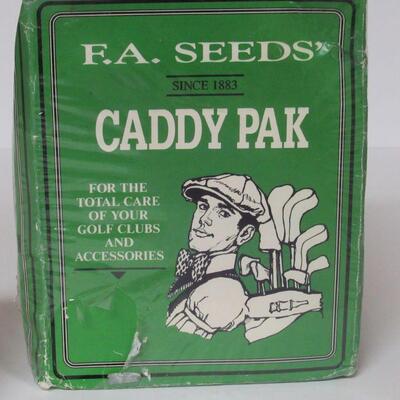 F.A. SEEDS'
SINCE 1883
CADDY PAK
FOR THE
TOTAL CARE
OF YOUR
GOLF CLUBS
AND
ACCESSORIES